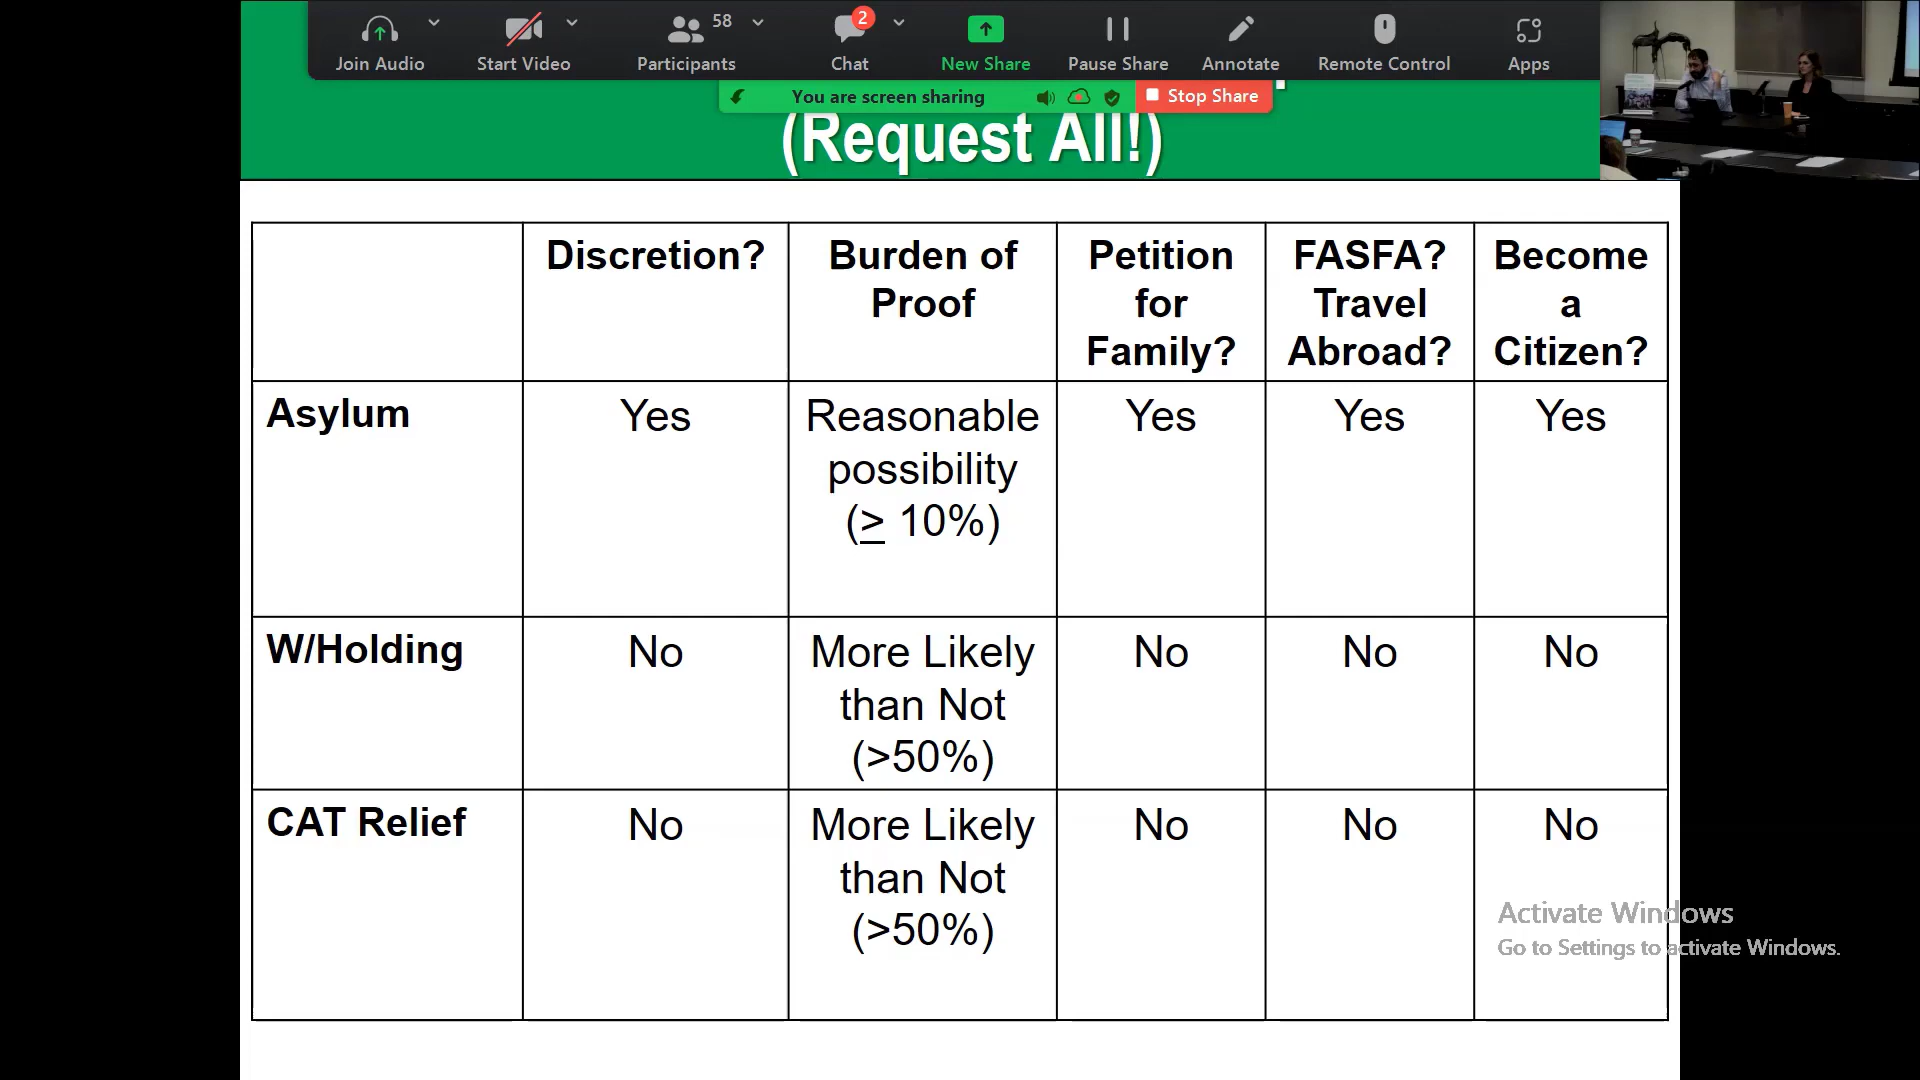 58
2
Join Audio
Start Video
Participants
Chat
New Share
Pause Share
Annotate
Remote Control
Apps
You are screen sharing
Stop Share
(Request All!)
Discretion?
Burden of
Proof
Petition
for
Family?
FASFA?
Travel
Abroad?
Become
a
Citizen?
Asylum
Yes
Reasonable
possibility
(≥ 10%)
Yes
Yes
Yes
W/Holding
No
More Likely
than Not
(>50%)
No
No
No
CAT Relief
No
More Likely
than Not
(>50%)
No
No
No
Activate Windows
Go to Settings to activate Windows.